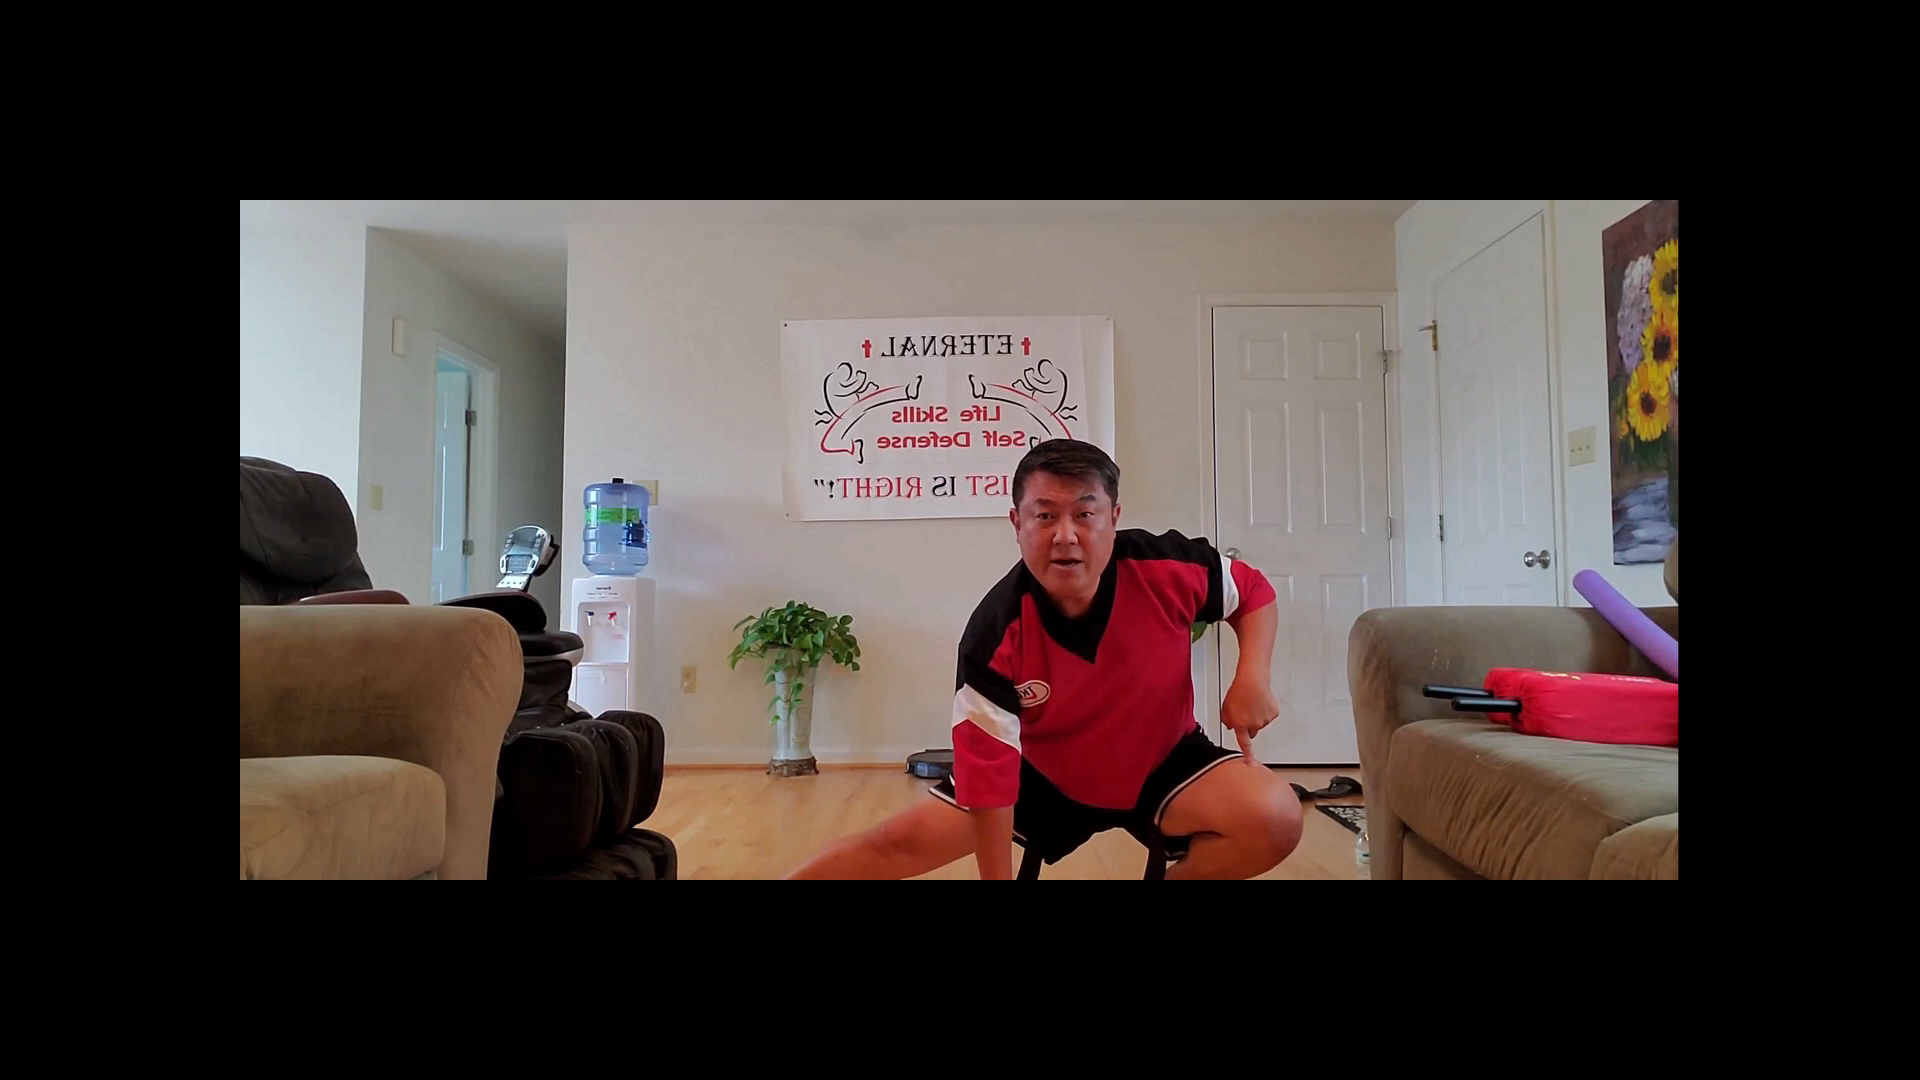 † ETERNAL †
Life Skills
Self Defense
IS RIGHT!"